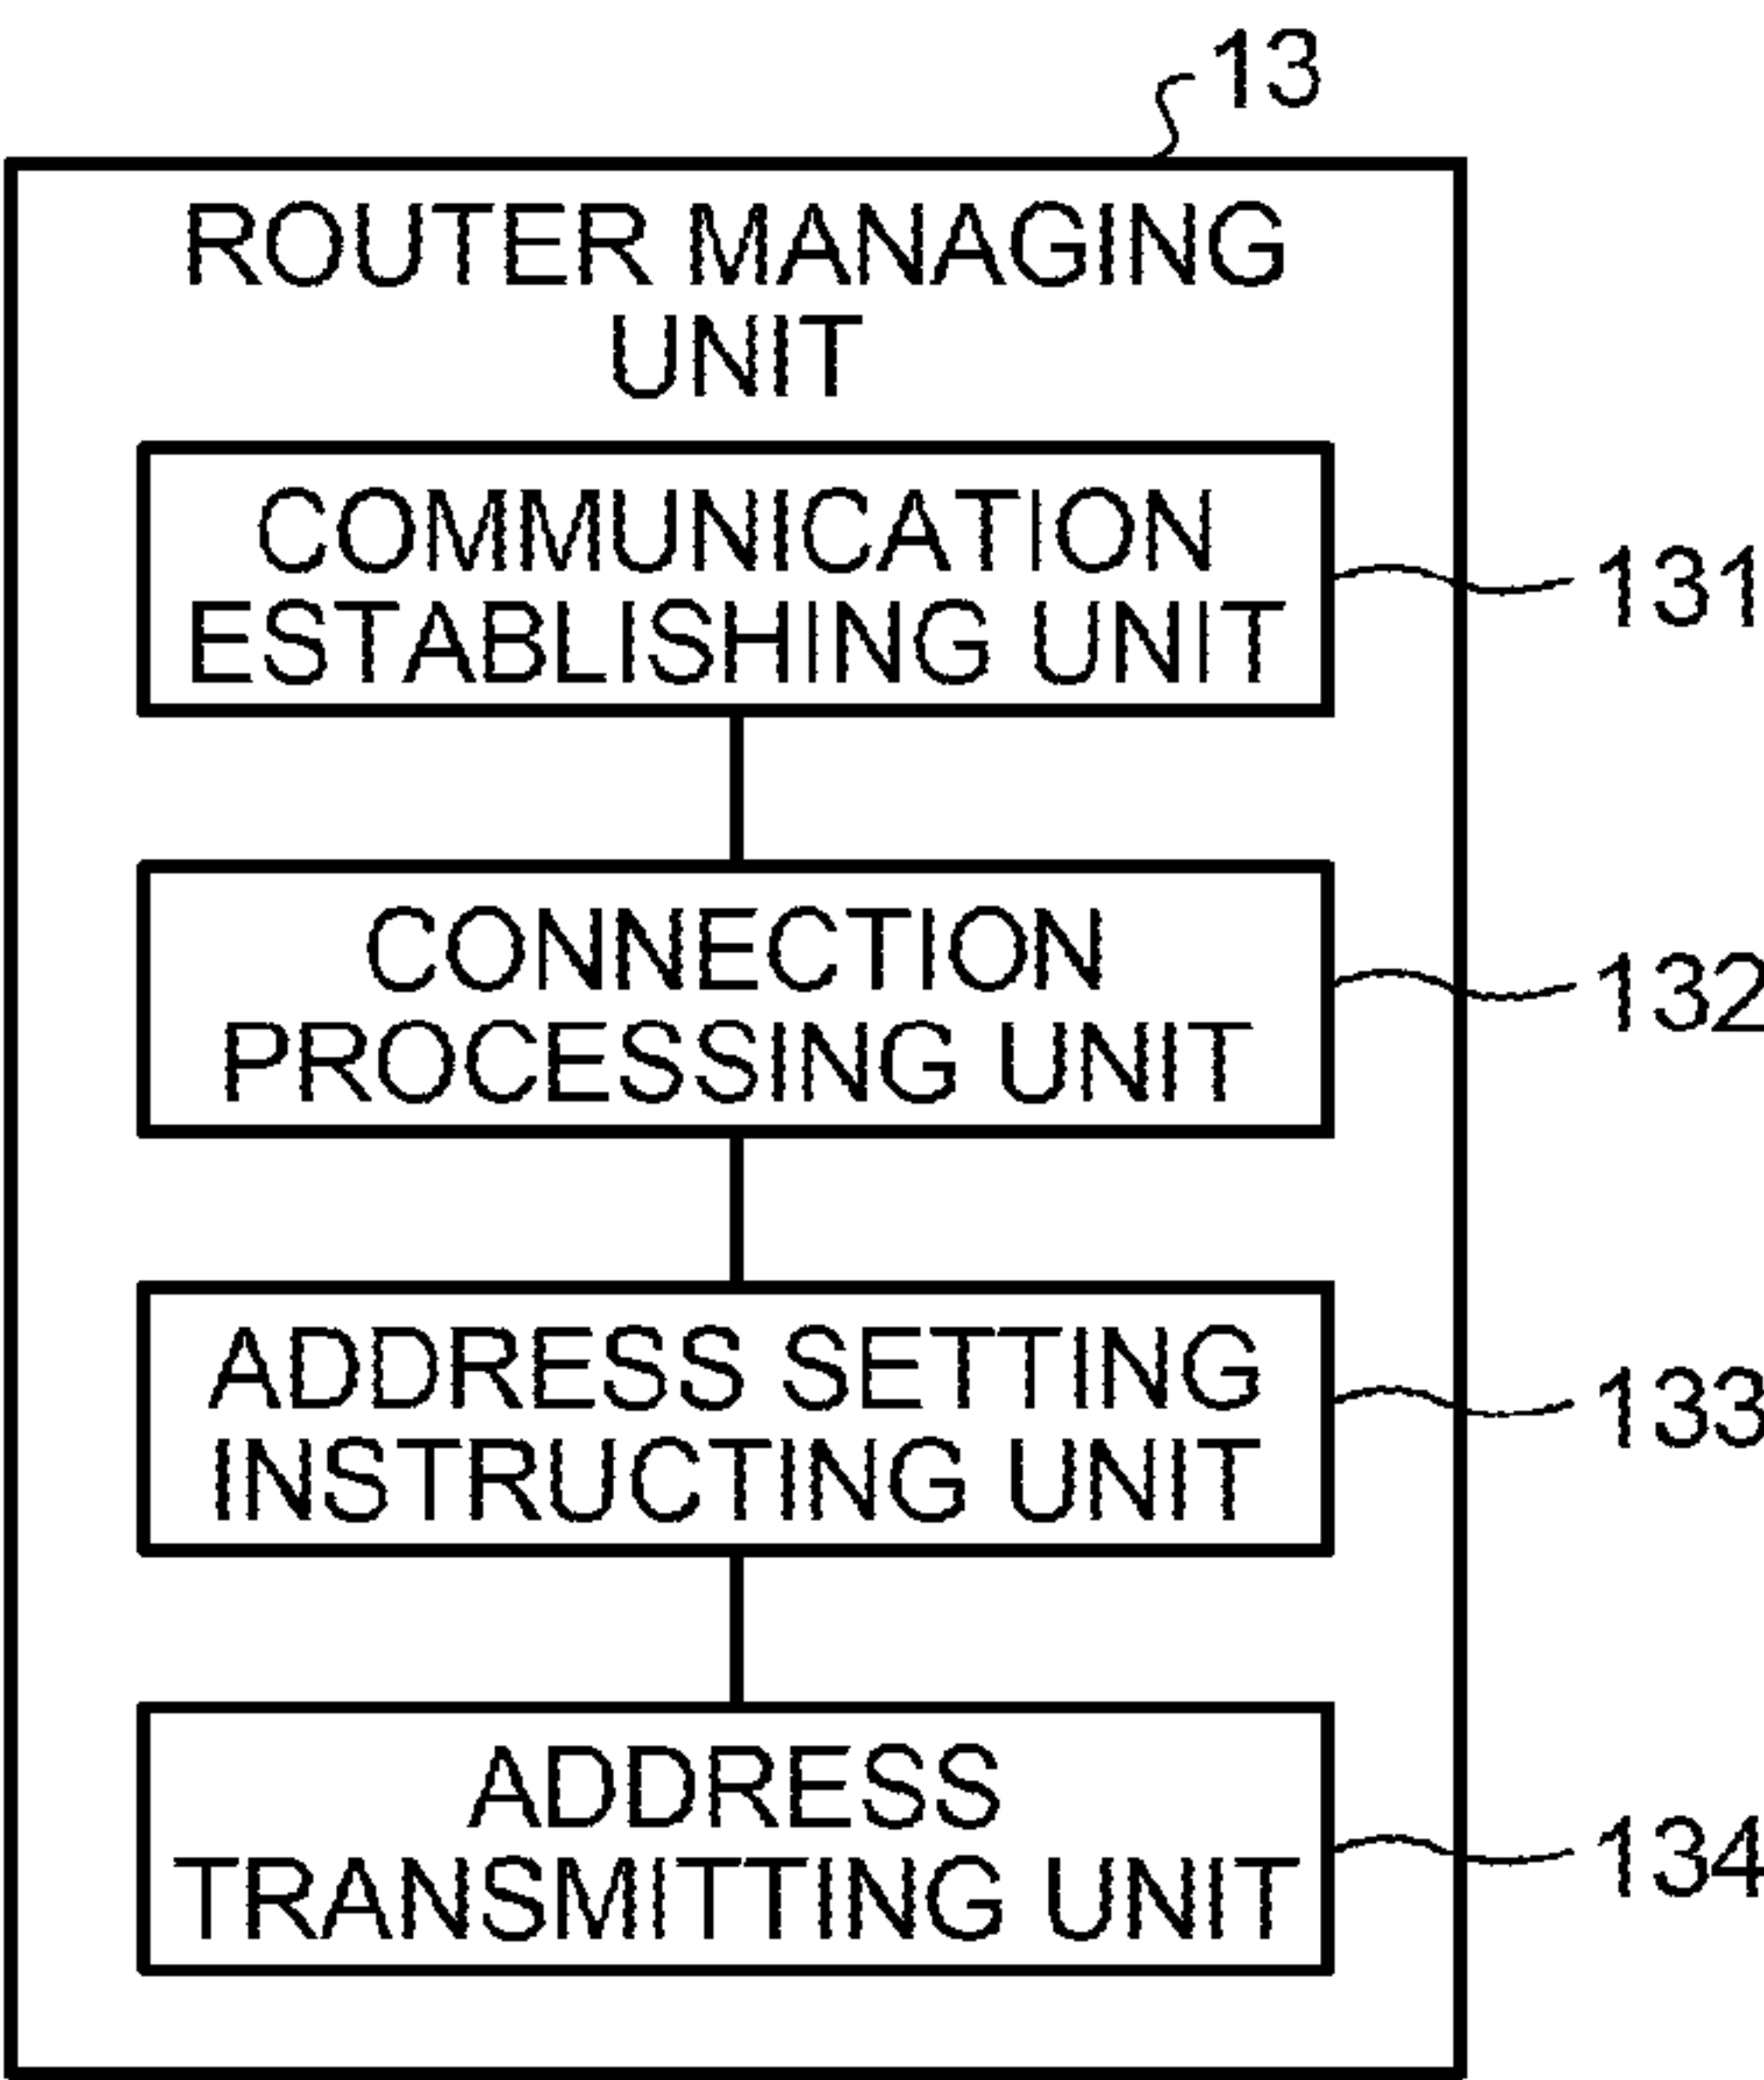 13
ROUTER MANAGING
UNIT
COMMUNICATION
ESTABLISHING UNIT
131
CONNECTION
PROCESSING UNIT
132
ADDRESS SETTING
INSTRUCTING UNIT
133
ADDRESS
TRANSMITTING UNIT
134